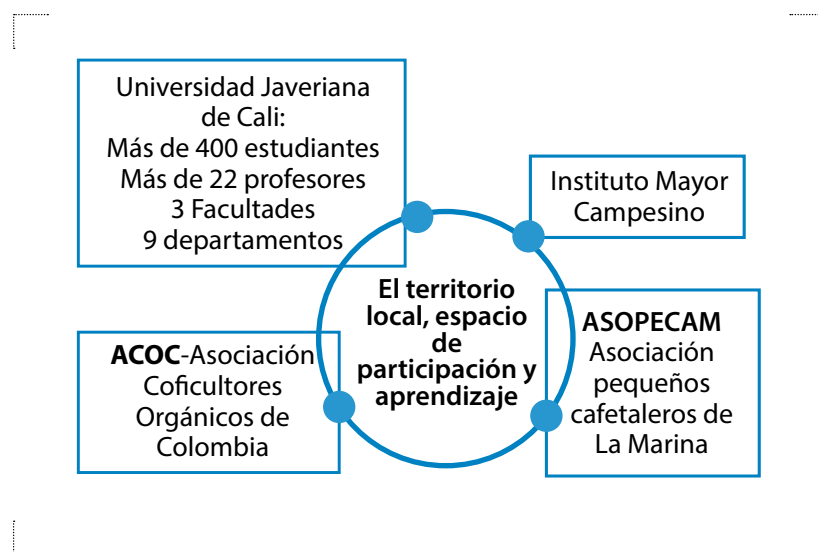 Universidad Javeriana
de Cali:
Más de 400 estudiantes
Más de 22 profesores
3 Facultades
9 departamentos
Instituto Mayor
Campesino
El territorio
local, espacio
de
participación y
aprendizaje
ACOC-Asociación
Coficultores
Orgánicos de
Colombia
ASOPECAM
Asociación
pequeños
cafetaleros de
La Marina